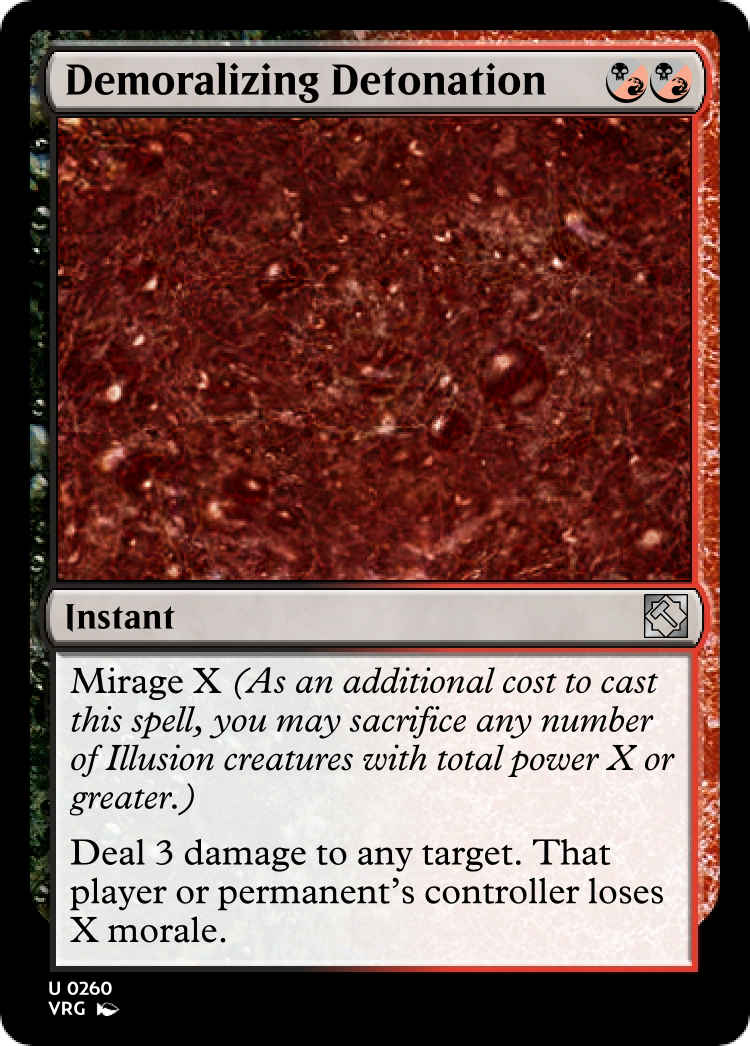 Demoralizing Detonation
Instant
Mirage X (As an additional cost to cast
this spell, you may sacrifice any number
of Illusion creatures with total power X or
greater.)
Deal 3 damage to any target. That
player or permanent's controller loses
X morale.
U 0260
VRG